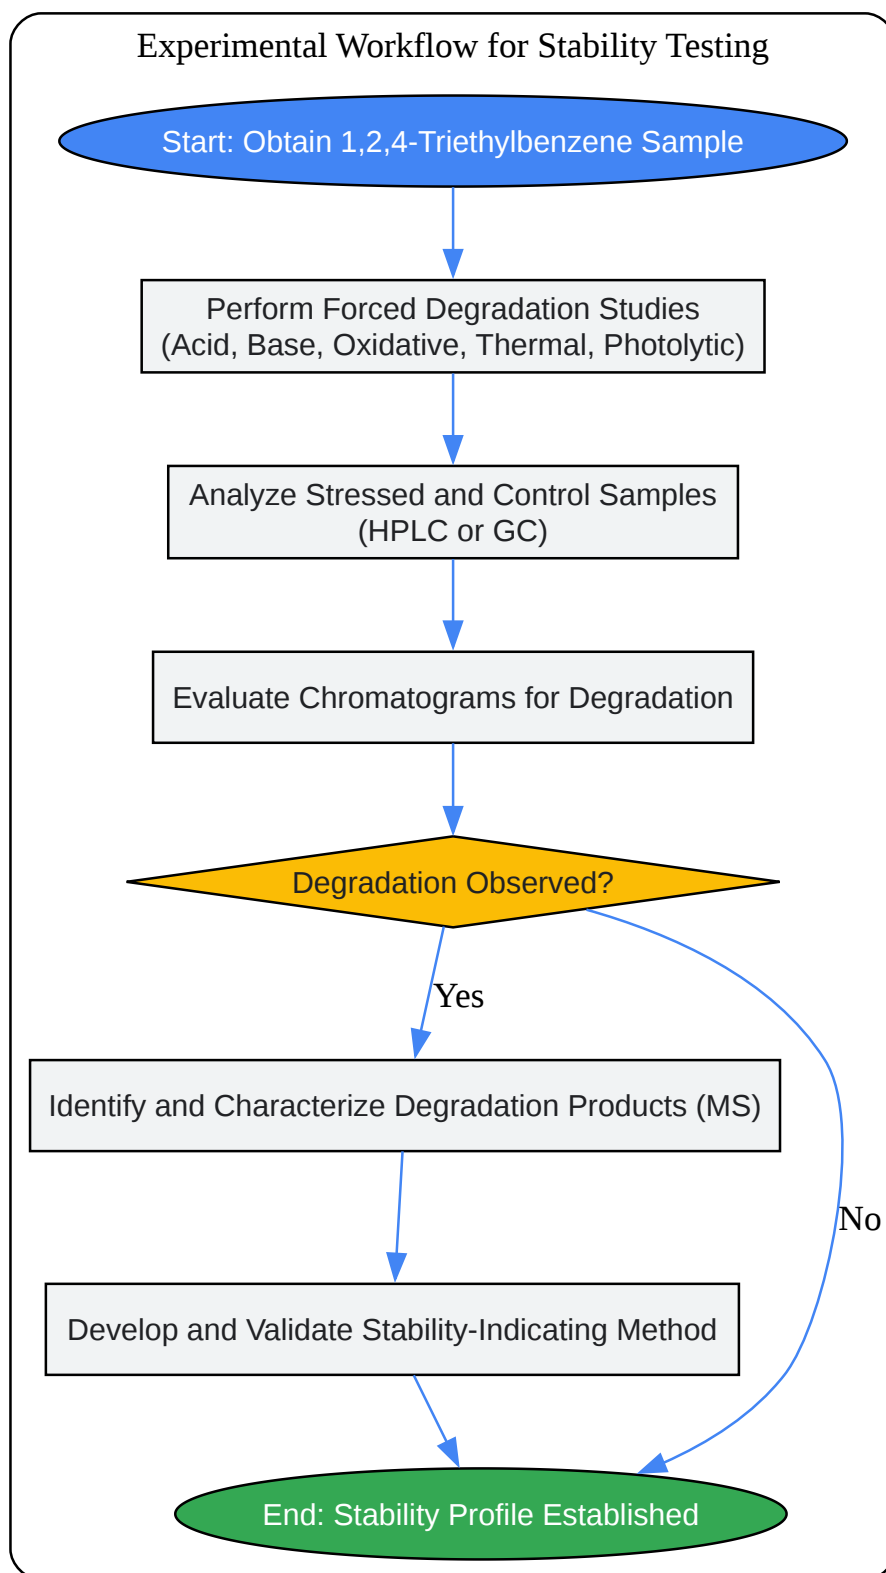 Experimental Workflow for Stability Testing
Start: Obtain 1,2,4-Triethylbenzene Sample
Perform Forced Degradation Studies
(Acid, Base, Oxidative, Thermal, Photolytic)
Analyze Stressed and Control Samples
(HPLC or GC)
Evaluate Chromatograms for Degradation
Degradation Observed?
Yes
Identify and Characterize Degradation Products (MS)
No
Develop and Validate Stability-Indicating Method
End: Stability Profile Established